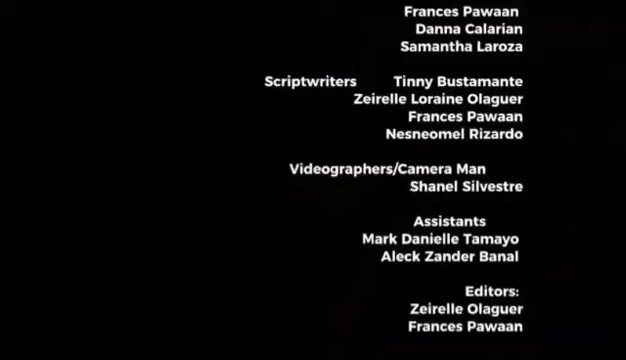 Frances Pawaan
Danna Calarian
Samantha Laroza
Scriptwriters Tinny Bustamante
Zeirelle Loraine Olaguer
Frances Pawaan
Nesneomel Rizardo
Videographers/Camera Man
Shanel Silvestre
Assistants
Mark Danielle Tamayo
Aleck Zander Banal
Editors:
Zeirelle Olaguer
Frances Pawaan